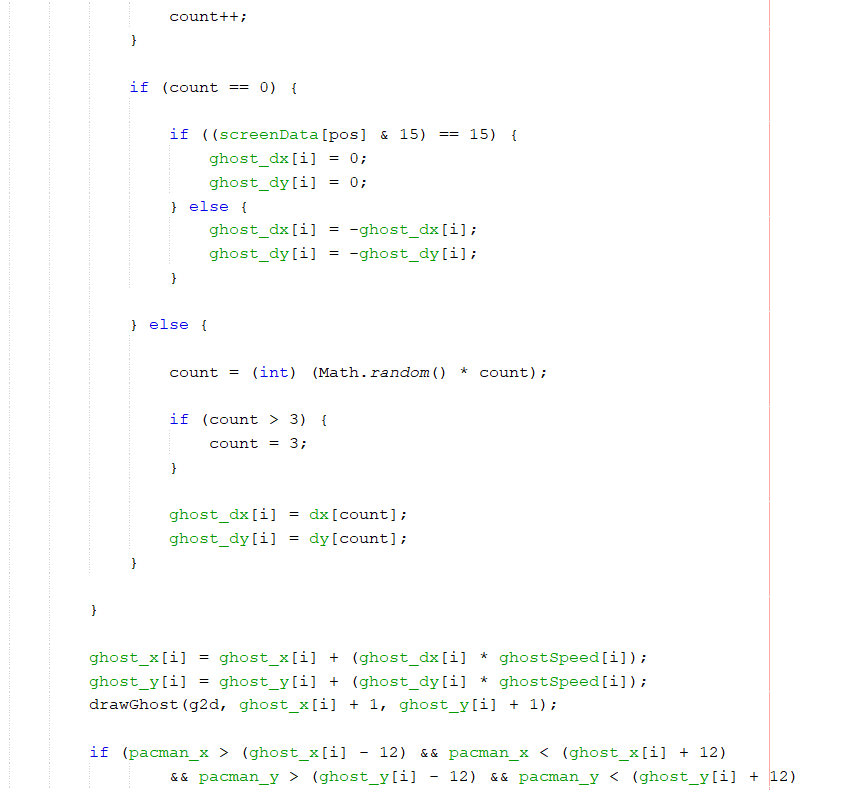 count++;
}
if (count == 0) {
if ((screenData[pos] & 15) == 15) {
ghost_dx[i] = 0;
ghost_dy[i] = 0;
} else {
ghost_dx[i] = -ghost_dx[i];
ghost_dy[i] = -ghost_dy[i];
}
} else {
count = (int) (Math.random() * count);
if (count > 3) {
count = 3;
}
ghost_dx[i] = dx[count];
ghost_dy[i] = dy[count];
}
}
ghost_x[i] = ghost_x[i] + (ghost_dx[i] * ghostSpeed[i]);
ghost_y[i] = ghost_y[i] + (ghost_dy[i] * ghostSpeed[i]);
drawGhost(g2d, ghost_x[i] + 1, ghost_y[i] + 1);
if (pacman_x > (ghost_x[i] - 12) && pacman_x < (ghost_x[i] + 12)
&& pacman_y > (ghost_y[i] - 12) && pacman_y < (ghost_y[i] + 12)